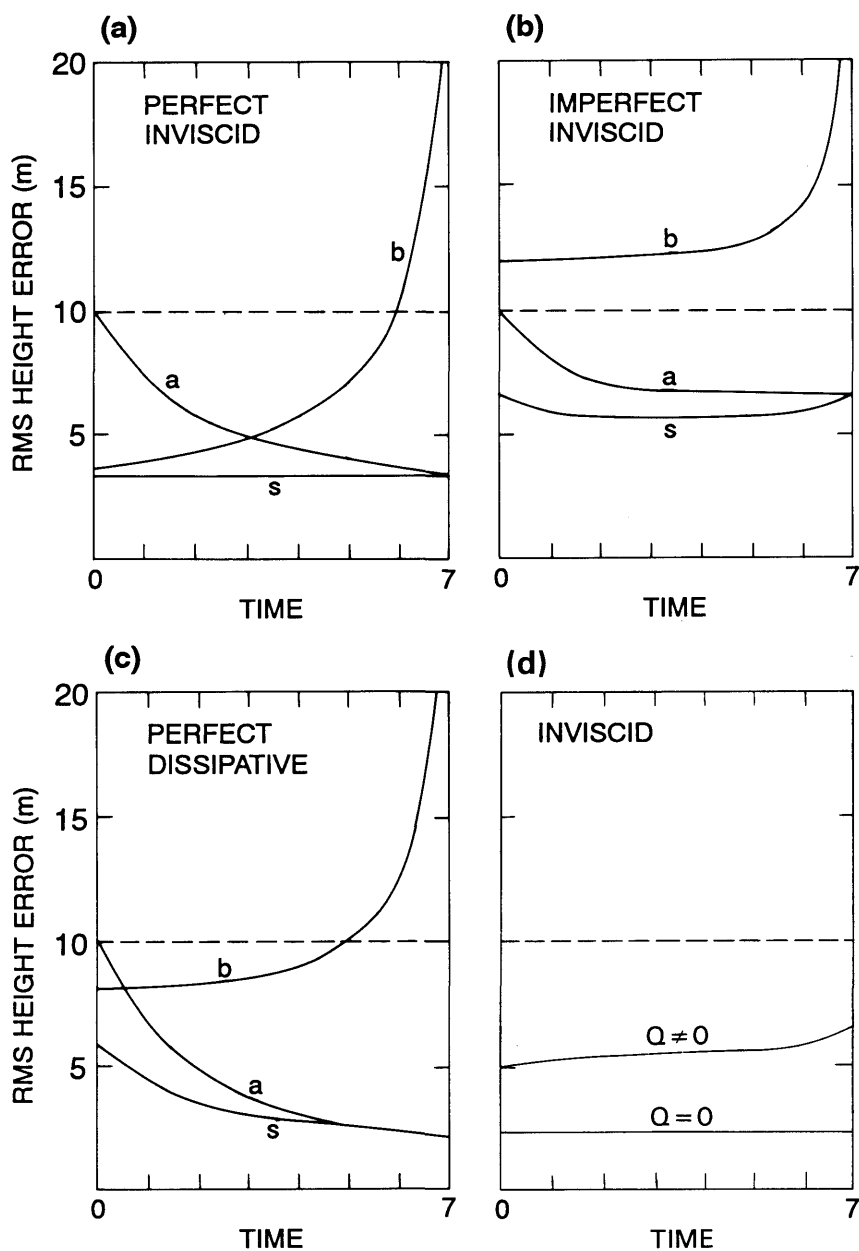 (a)
PERFECT
INVISCID
RMS HEIGHT ERROR (m)
20
15
10
5
b
a
s
0
7
TIME
(b)
IMPERFECT
INVISCID
b
a
s
0
7
TIME
(c)
PERFECT
DISSIPATIVE
RMS HEIGHT ERROR (m)
20
15
10
5
b
a
s
0
7
TIME
(d)
INVISCID
Q≠0
Q=0
0
7
TIME